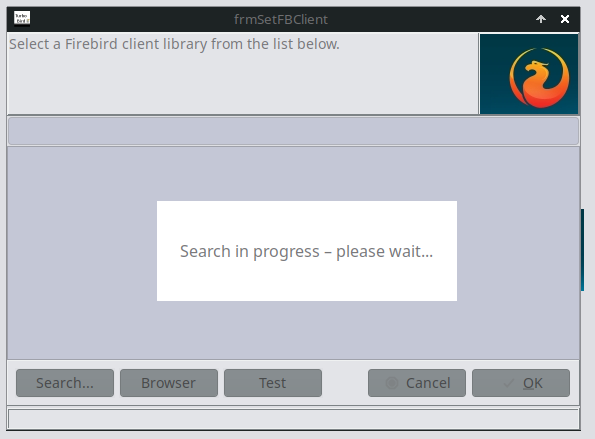 frmSetFBClient
Select a Firebird client library from the list below.
Search in progress – please wait...
Search... Browser Test Cancel OK